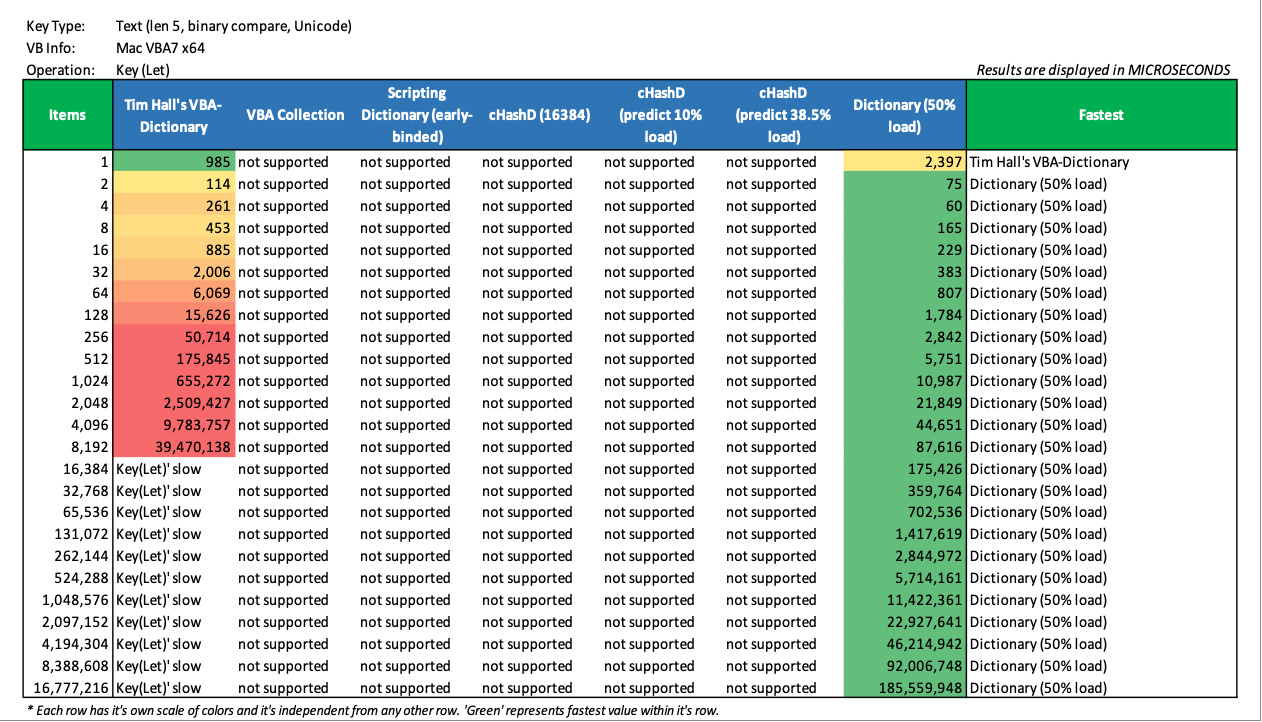 Key Type: Text (len 5, binary compare, Unicode)
VB Info: Mac VBA7 x64
Operation: Key (Let) Results are displayed in MICROSECONDS
Items Tim Hall's VBA-Dictionary VBA Collection Scripting Dictionary (early-binded) cHashD (16384) cHashD (predict 10% load) cHashD (predict 38.5% load) Dictionary (50% load) Fastest
1 985 not supported not supported not supported not supported not supported 2,397 Tim Hall's VBA-Dictionary
2 114 not supported not supported not supported not supported not supported 75 Dictionary (50% load)
4 261 not supported not supported not supported not supported not supported 60 Dictionary (50% load)
8 453 not supported not supported not supported not supported not supported 165 Dictionary (50% load)
16 885 not supported not supported not supported not supported not supported 229 Dictionary (50% load)
32 2,006 not supported not supported not supported not supported not supported 383 Dictionary (50% load)
64 6,069 not supported not supported not supported not supported not supported 807 Dictionary (50% load)
128 15,626 not supported not supported not supported not supported not supported 1,784 Dictionary (50% load)
256 50,714 not supported not supported not supported not supported not supported 2,842 Dictionary (50% load)
512 175,845 not supported not supported not supported not supported not supported 5,751 Dictionary (50% load)
1,024 655,272 not supported not supported not supported not supported not supported 10,987 Dictionary (50% load)
2,048 2,509,427 not supported not supported not supported not supported not supported 21,849 Dictionary (50% load)
4,096 9,783,757 not supported not supported not supported not supported not supported 44,651 Dictionary (50% load)
8,192 39,470,138 not supported not supported not supported not supported not supported 87,616 Dictionary (50% load)
16,384 Key(Let)' slow not supported not supported not supported not supported not supported 175,426 Dictionary (50% load)
32,768 Key(Let)' slow not supported not supported not supported not supported not supported 359,764 Dictionary (50% load)
65,536 Key(Let)' slow not supported not supported not supported not supported not supported 702,536 Dictionary (50% load)
131,072 Key(Let)' slow not supported not supported not supported not supported not supported 1,417,619 Dictionary (50% load)
262,144 Key(Let)' slow not supported not supported not supported not supported not supported 2,844,972 Dictionary (50% load)
524,288 Key(Let)' slow not supported not supported not supported not supported not supported 5,714,161 Dictionary (50% load)
1,048,576 Key(Let)' slow not supported not supported not supported not supported not supported 11,422,361 Dictionary (50% load)
2,097,152 Key(Let)' slow not supported not supported not supported not supported not supported 22,927,641 Dictionary (50% load)
4,194,304 Key(Let)' slow not supported not supported not supported not supported not supported 46,214,942 Dictionary (50% load)
8,388,608 Key(Let)' slow not supported not supported not supported not supported not supported 92,006,748 Dictionary (50% load)
16,777,216 Key(Let)' slow not supported not supported not supported not supported not supported 185,559,948 Dictionary (50% load)
* Each row has it's own scale of colors and it's independent from any other row. 'Green' represents fastest value within it's row.